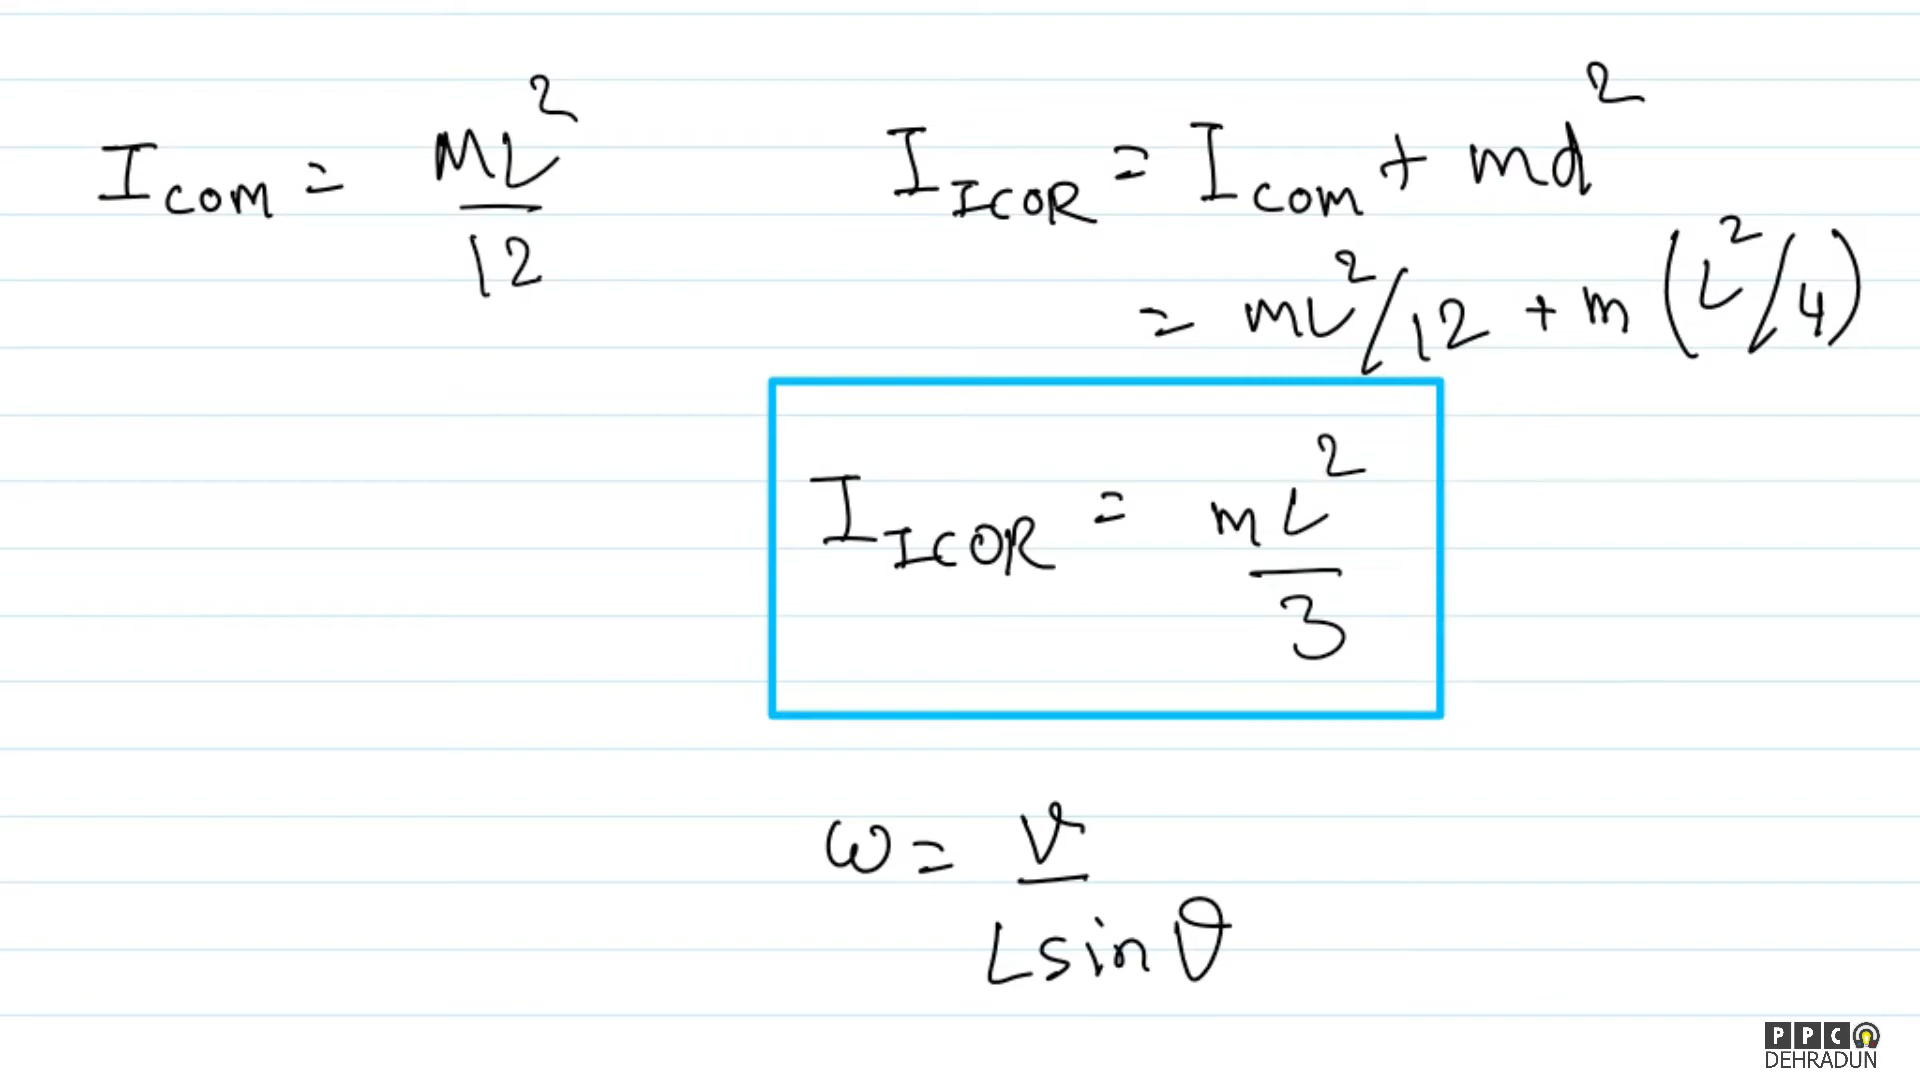 I_COM = ML²/12
I_ICOR = I_COM + md²
= mL²/12 + m(L²/4)
I_ICOR = mL²/3
ω = v/(L sin θ)
PPC
DEHRADUN